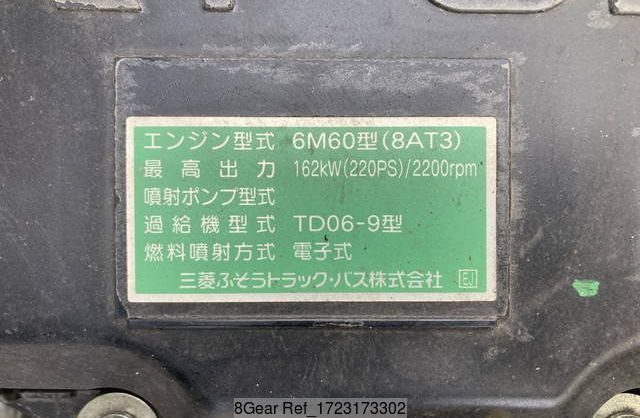 エンジン型式 6M60型(8AT3)
最高出力 162kW(220PS)/2200rpm
噴射ポンプ型式
過給機型式 TD06-9型
燃料噴射方式 電子式
三菱ふそうトラック・バス株式会社 EJ
8Gear Ref_1723173302